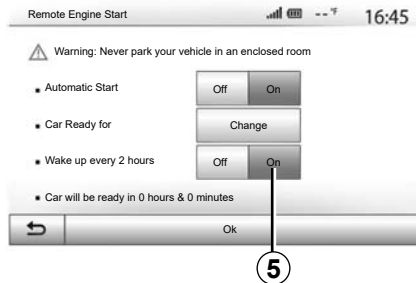 Remote Engine Start -- °F 16:45
Warning: Never park your vehicle in an enclosed room
Automatic Start Off On
Car Ready for Change
Wake up every 2 hours Off On
Car will be ready in 0 hours & 0 minutes
Ok
5